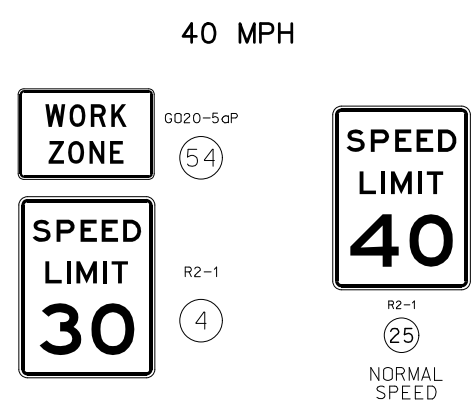 40 MPH
WORK
ZONE
G020-5aP
54
SPEED
LIMIT
30
R2-1
4
SPEED
LIMIT
40
R2-1
25
NORMAL
SPEED